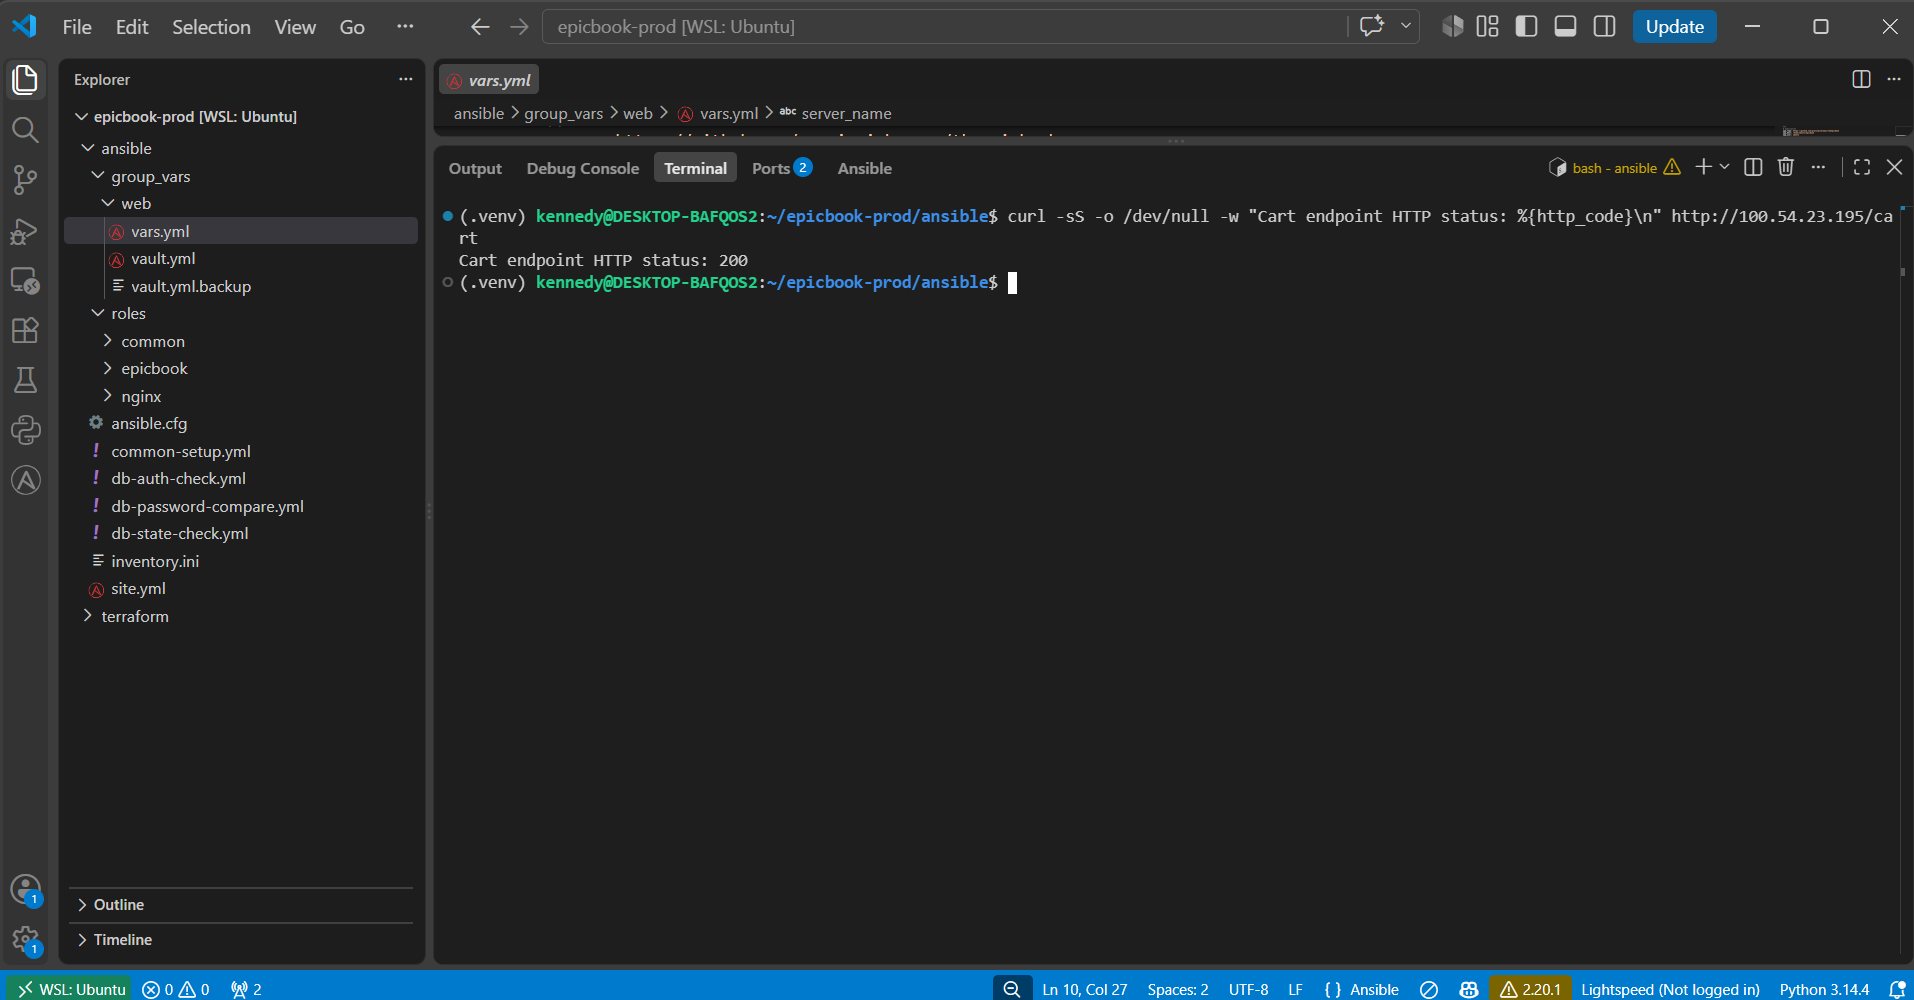 File Edit Selection View Go ···
epicbook-prod [WSL: Ubuntu]
Update
Explorer
epicbook-prod [WSL: Ubuntu]
ansible
group_vars
web
vars.yml
vault.yml
vault.yml.backup
roles
common
epicbook
nginx
ansible.cfg
common-setup.yml
db-auth-check.yml
db-password-compare.yml
db-state-check.yml
inventory.ini
site.yml
terraform
Outline
Timeline
1
1
vars.yml
ansible > group_vars > web > vars.yml > abc server_name
Output Debug Console Terminal Ports 2 Ansible
bash - ansible
(.venv) kennedy@DESKTOP-BAFQOS2:~/epicbook-prod/ansible$ curl -sS -o /dev/null -w "Cart endpoint HTTP status: %{http_code}\n" http://100.54.23.195/ca
rt
Cart endpoint HTTP status: 200
(.venv) kennedy@DESKTOP-BAFQOS2:~/epicbook-prod/ansible$
WSL: Ubuntu 0 0 2 Ln 10, Col 27 Spaces: 2 UTF-8 LF { } Ansible 2.20.1 Lightspeed (Not logged in) Python 3.14.4